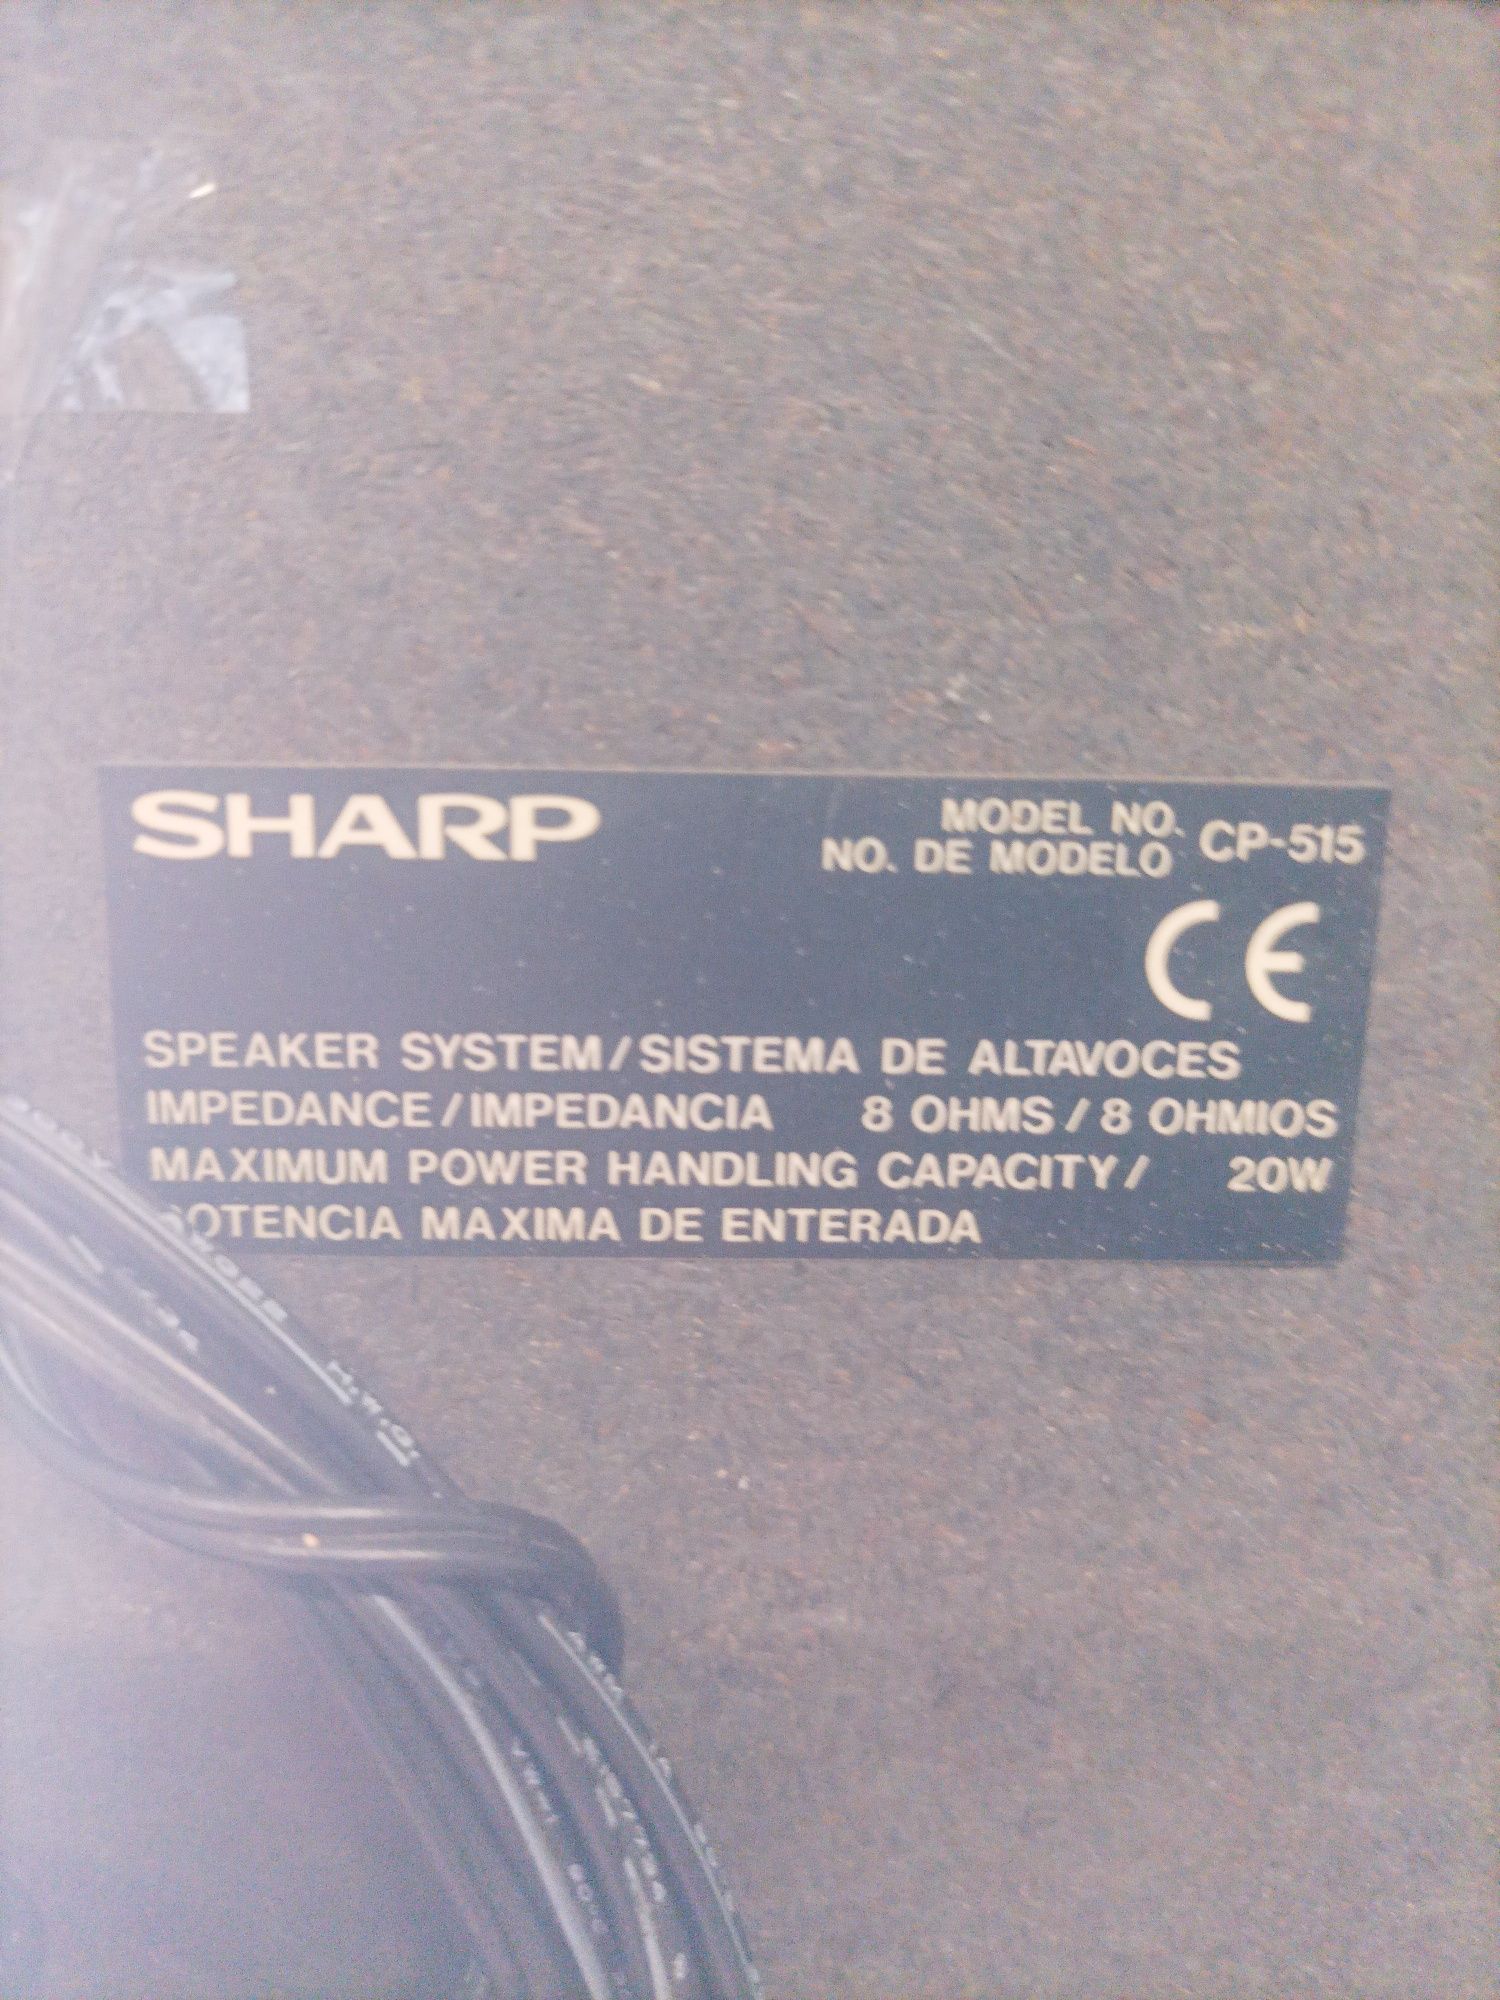 SHARP
MODEL NO.
NO. DE MODELO
CP-515
CE
SPEAKER SYSTEM/SISTEMA DE ALTAVOCES
IMPEDANCE/IMPEDANCIA 8 OHMS/8 OHMIOS
MAXIMUM POWER HANDLING CAPACITY/ 20W
POTENCIA MAXIMA DE ENTERADA